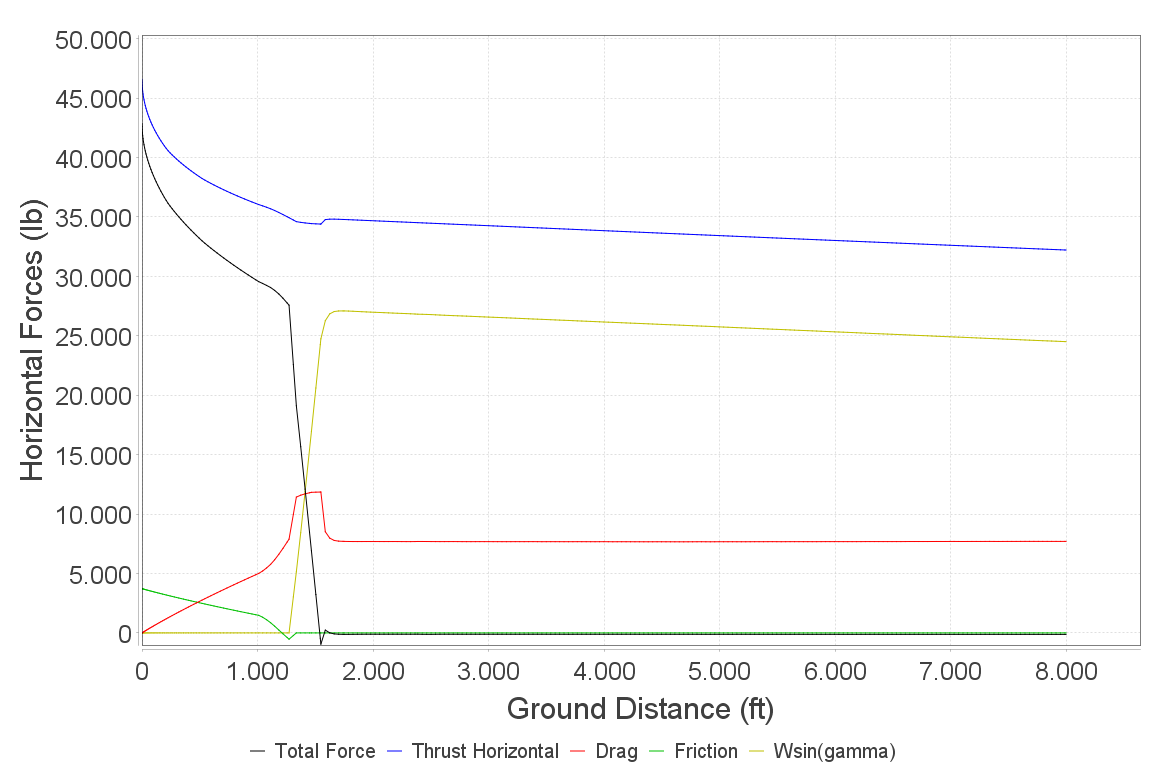 50.000
45.000
40.000
35.000
30.000
25.000
20.000
15.000
10.000
5.000
0
Horizontal Forces (lb)
0 1.000 2.000 3.000 4.000 5.000 6.000 7.000 8.000
Ground Distance (ft)
Total Force Thrust Horizontal Drag Friction Wsin(gamma)